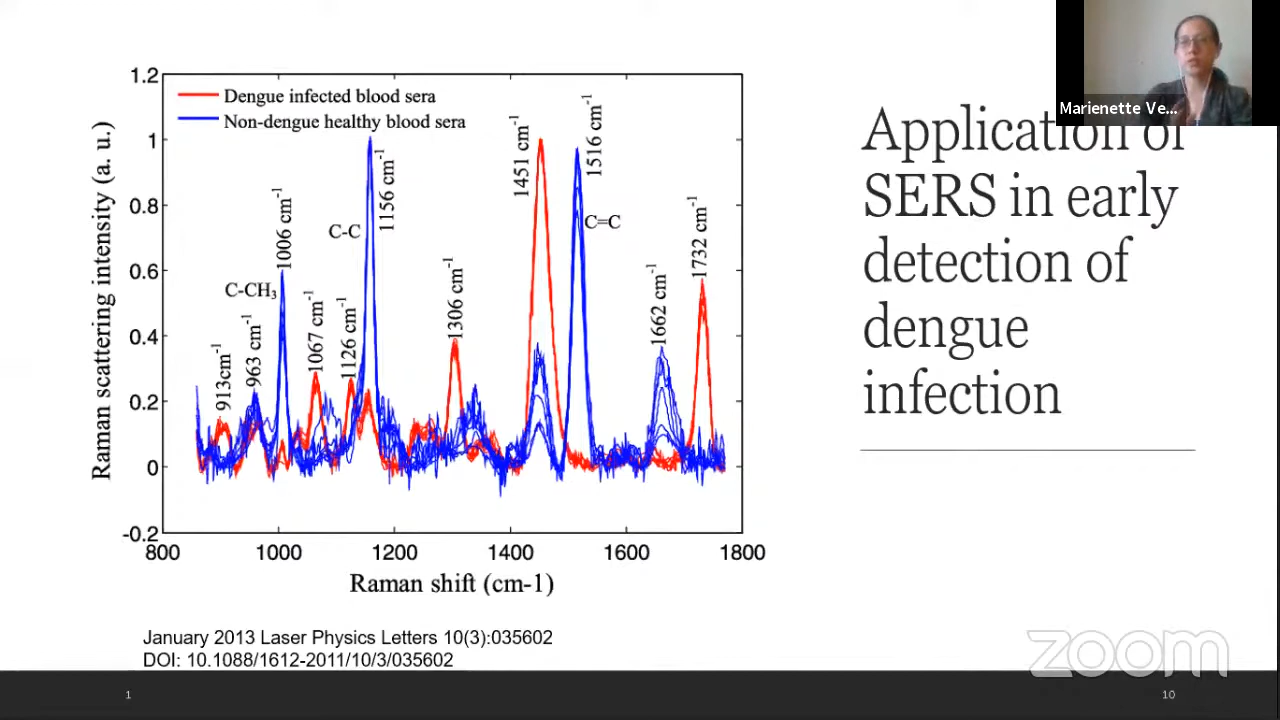 Marienette Ve...
Application of
SERS in early
detection of
dengue
infection
1.2
1
0.8
0.6
0.4
0.2
0
-0.2
Raman scattering intensity (a. u.)
Dengue infected blood sera
Non-dengue healthy blood sera
913cm-1
963 cm-1
C-CH3
1006 cm-1
1067 cm-1
1126 cm-1
C-C
1156 cm-1
1306 cm-1
1451 cm-1
1516 cm-1
C=C
1662 cm-1
1732 cm-1
800 1000 1200 1400 1600 1800
Raman shift (cm-1)
January 2013 Laser Physics Letters 10(3):035602
DOI: 10.1088/1612-2011/10/3/035602
zoom
1
10